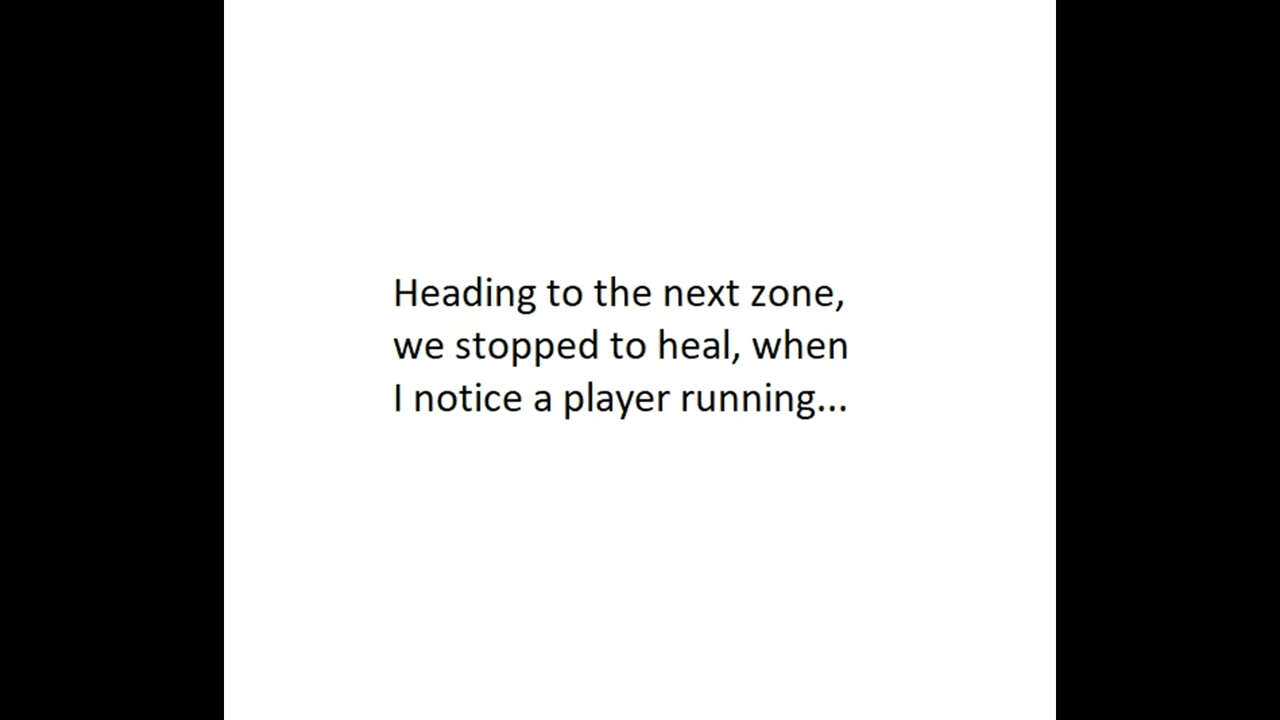 Heading to the next zone,
we stopped to heal, when
I notice a player running...